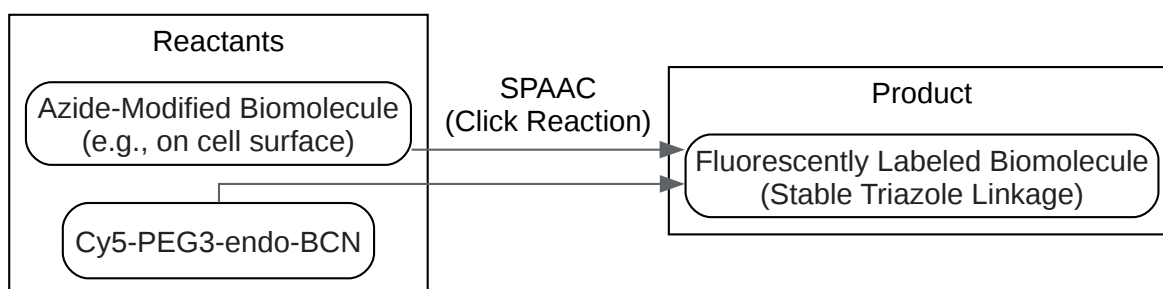 Reactants
Azide-Modified Biomolecule
(e.g., on cell surface)
Cy5-PEG3-endo-BCN
SPAAC
(Click Reaction)
Product
Fluorescently Labeled Biomolecule
(Stable Triazole Linkage)